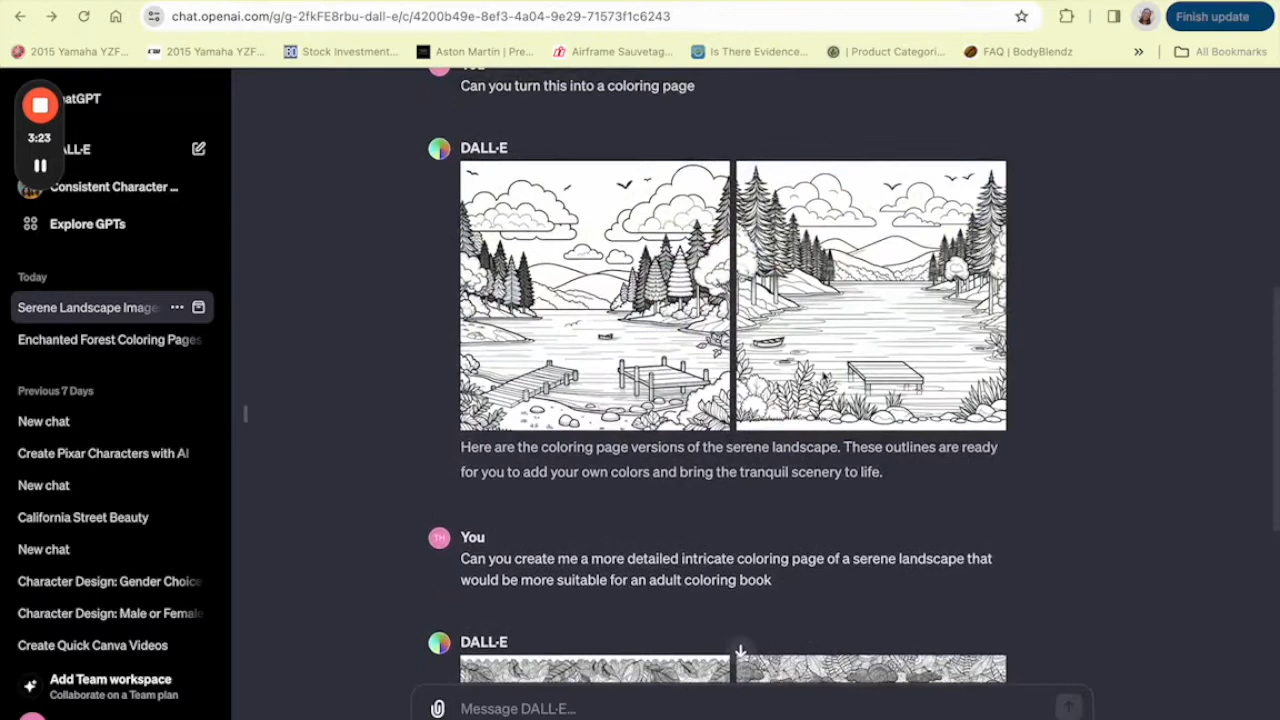 chat.openai.com/g/g-2fkFE8rbu-dall-e/c/4200b49e-8ef3-4a04-9e29-71573f1c6243
Finish update
2015 Yamaha YZF...
2015 Yamaha YZF...
Stock Investment...
Aston Martin | Pre...
Airframe Sauvetag...
Is There Evidence...
| Product Categori...
FAQ | BodyBlendz
»
All Bookmarks
atGPT
3:23
ALL·E
Consistent Character ...
Explore GPTs
Today
Serene Landscape Image
Enchanted Forest Coloring Pages
Previous 7 Days
New chat
Create Pixar Characters with AI
New chat
California Street Beauty
New chat
Character Design: Gender Choice
Character Design: Male or Female
Create Quick Canva Videos
Add Team workspace
Collaborate on a Team plan
Can you turn this into a coloring page
DALL·E
Here are the coloring page versions of the serene landscape. These outlines are ready
for you to add your own colors and bring the tranquil scenery to life.
TH
You
Can you create me a more detailed intricate coloring page of a serene landscape that
would be more suitable for an adult coloring book
DALL·E
Message DALL·E...